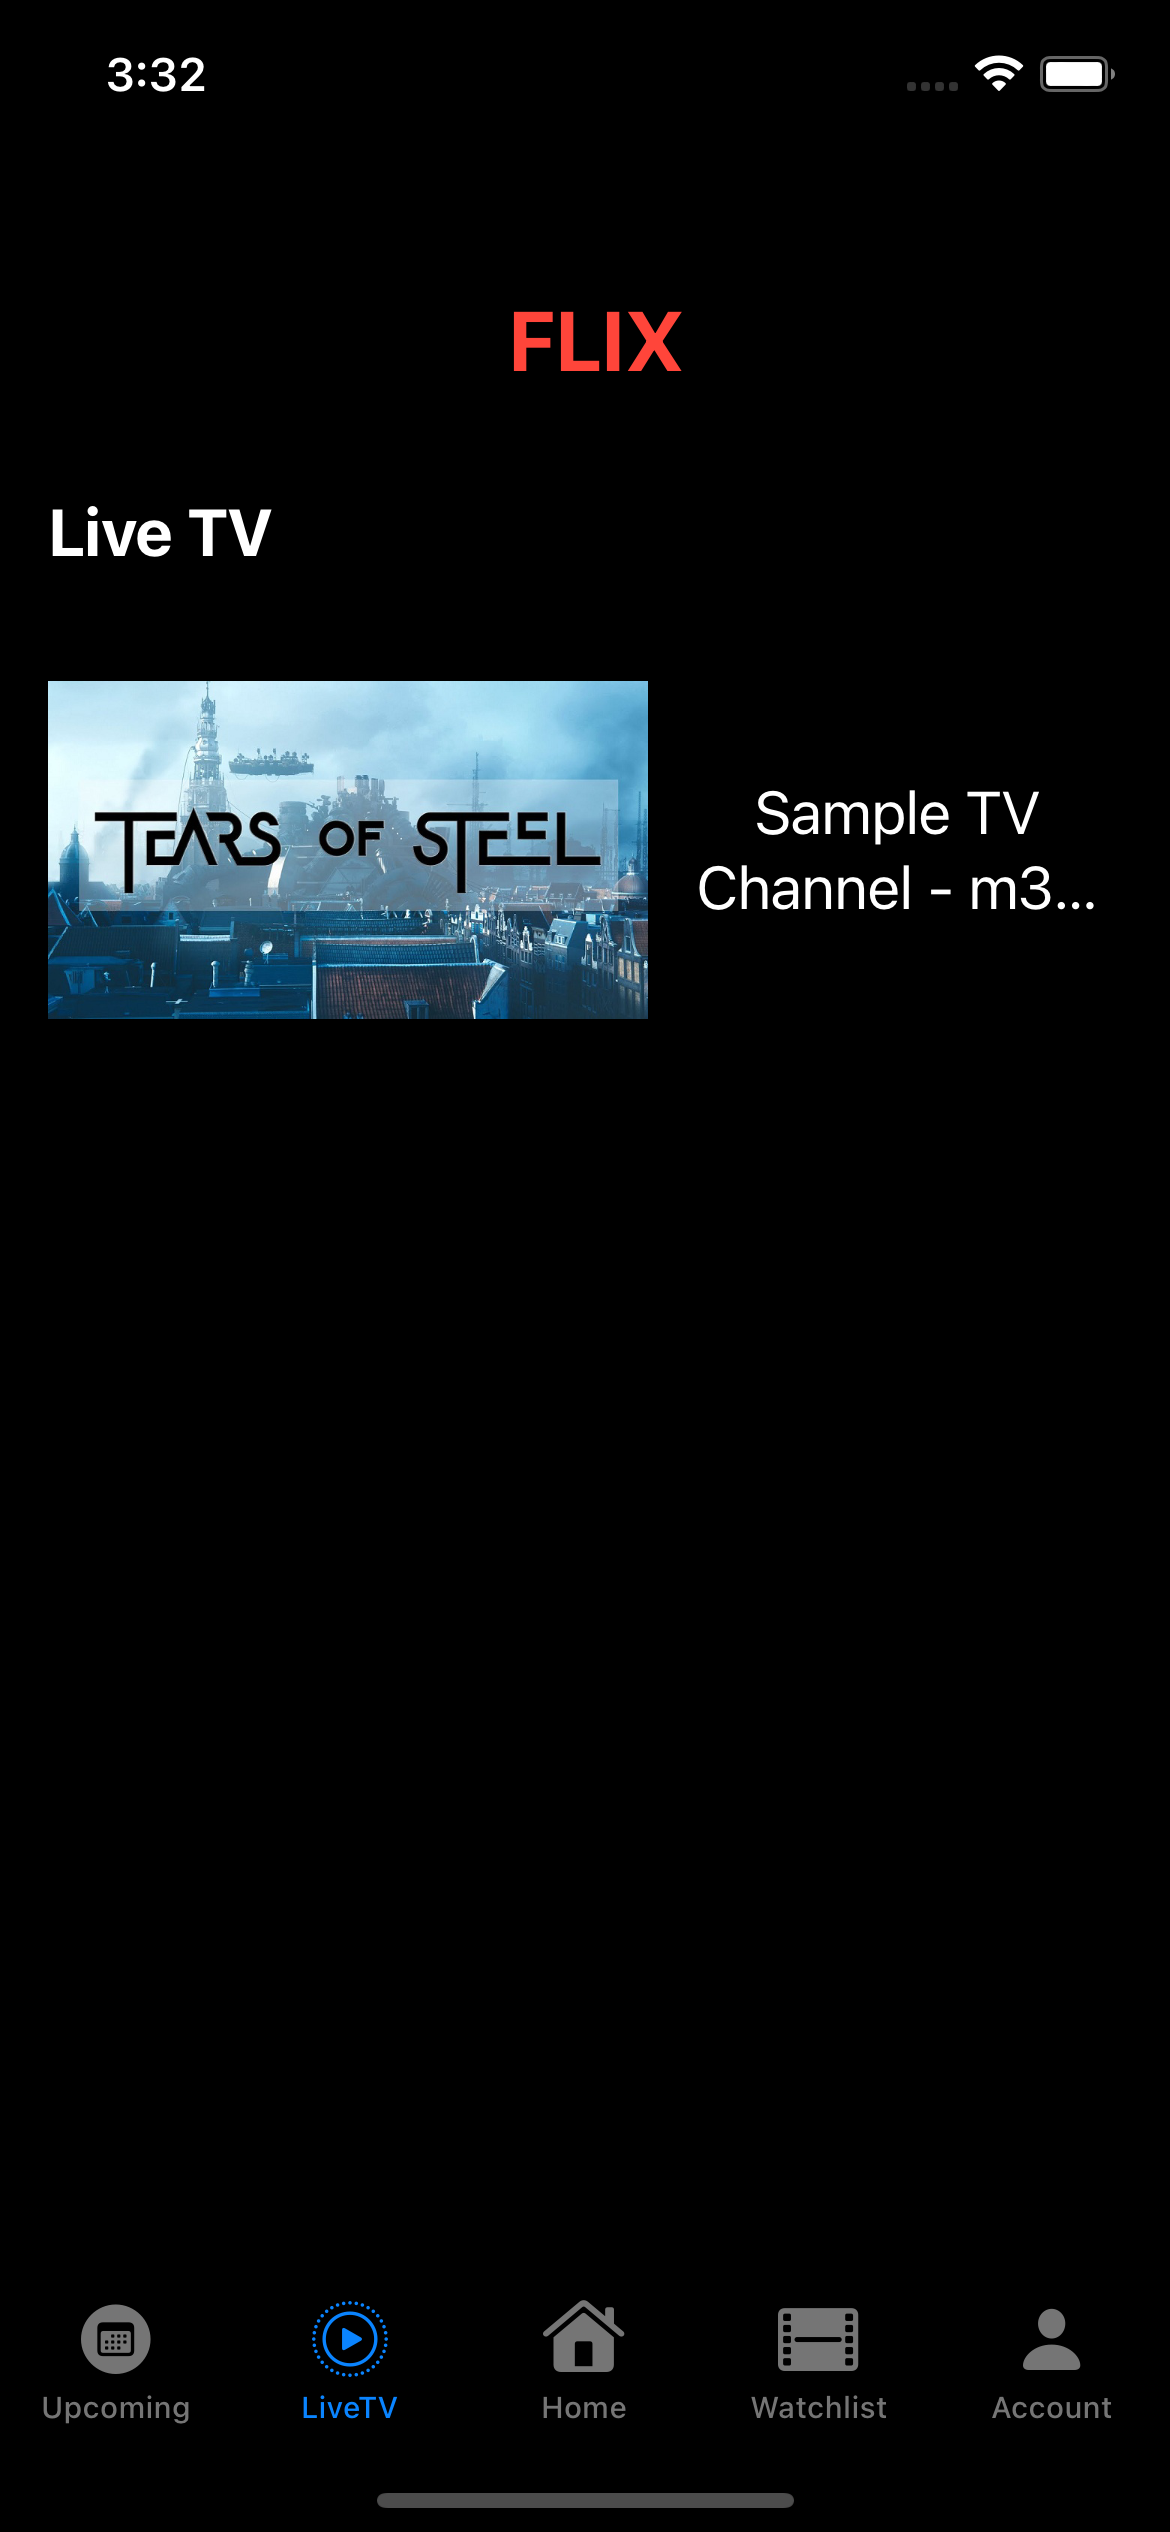 3:32
FLIX
Live TV
TEARS OF STEEL
Sample TV
Channel - m3...
Upcoming
LiveTV
Home
Watchlist
Account